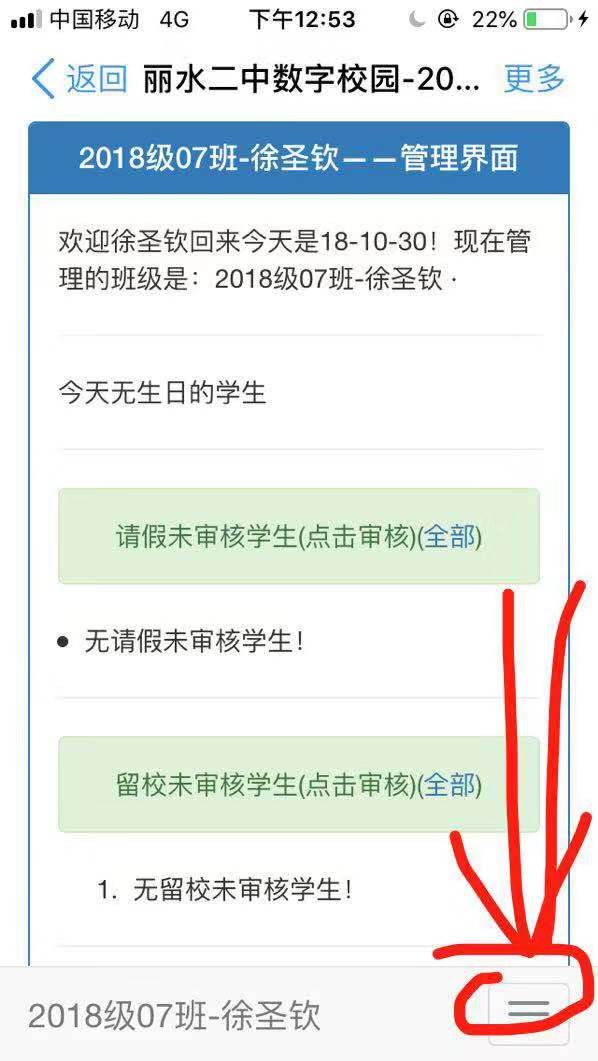 中国移动 4G 下午12:53 22%
返回 丽水二中数字校园-20... 更多
2018级07班-徐圣钦——管理界面
欢迎徐圣钦回来今天是18-10-30！现在管
理的班级是：2018级07班-徐圣钦 ·
今天无生日的学生
请假未审核学生(点击审核)(全部)
• 无请假未审核学生！
留校未审核学生(点击审核)(全部)
1. 无留校未审核学生！
2018级07班-徐圣钦